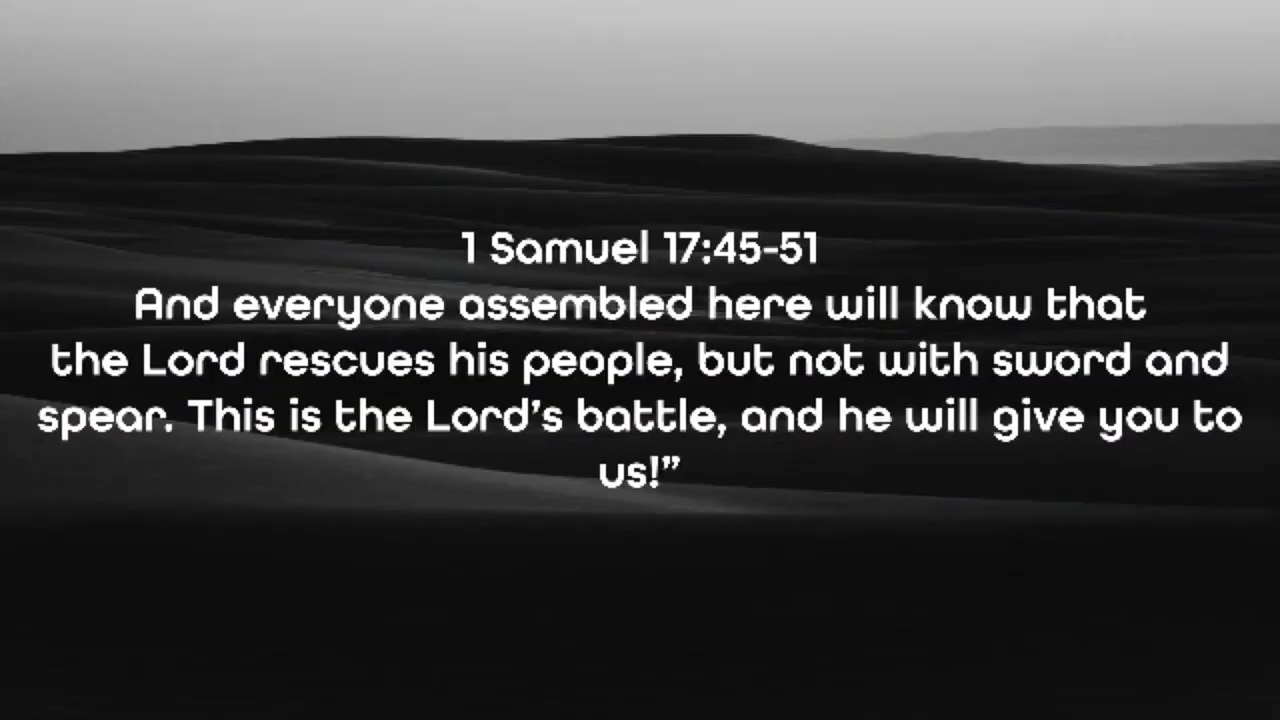 1 Samuel 17:45-51
And everyone assembled here will know that
the Lord rescues his people, but not with sword and
spear. This is the Lord’s battle, and he will give you to
us!”